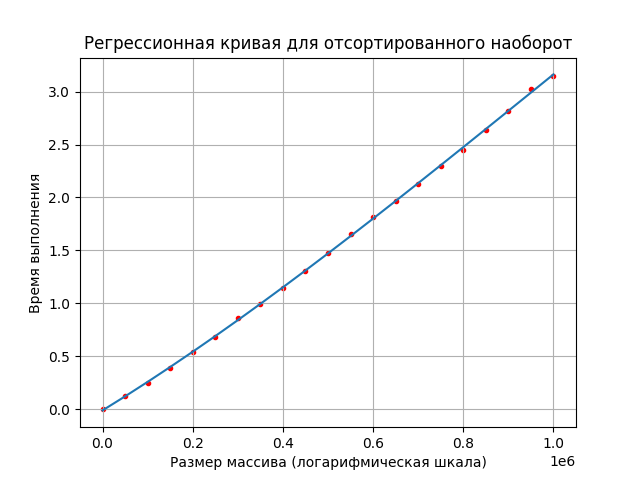 Регрессионная кривая для отсортированного наоборот
Время выполнения
3.0
2.5
2.0
1.5
1.0
0.5
0.0
0.0 0.2 0.4 0.6 0.8 1.0
1e6
Размер массива (логарифмическая шкала)